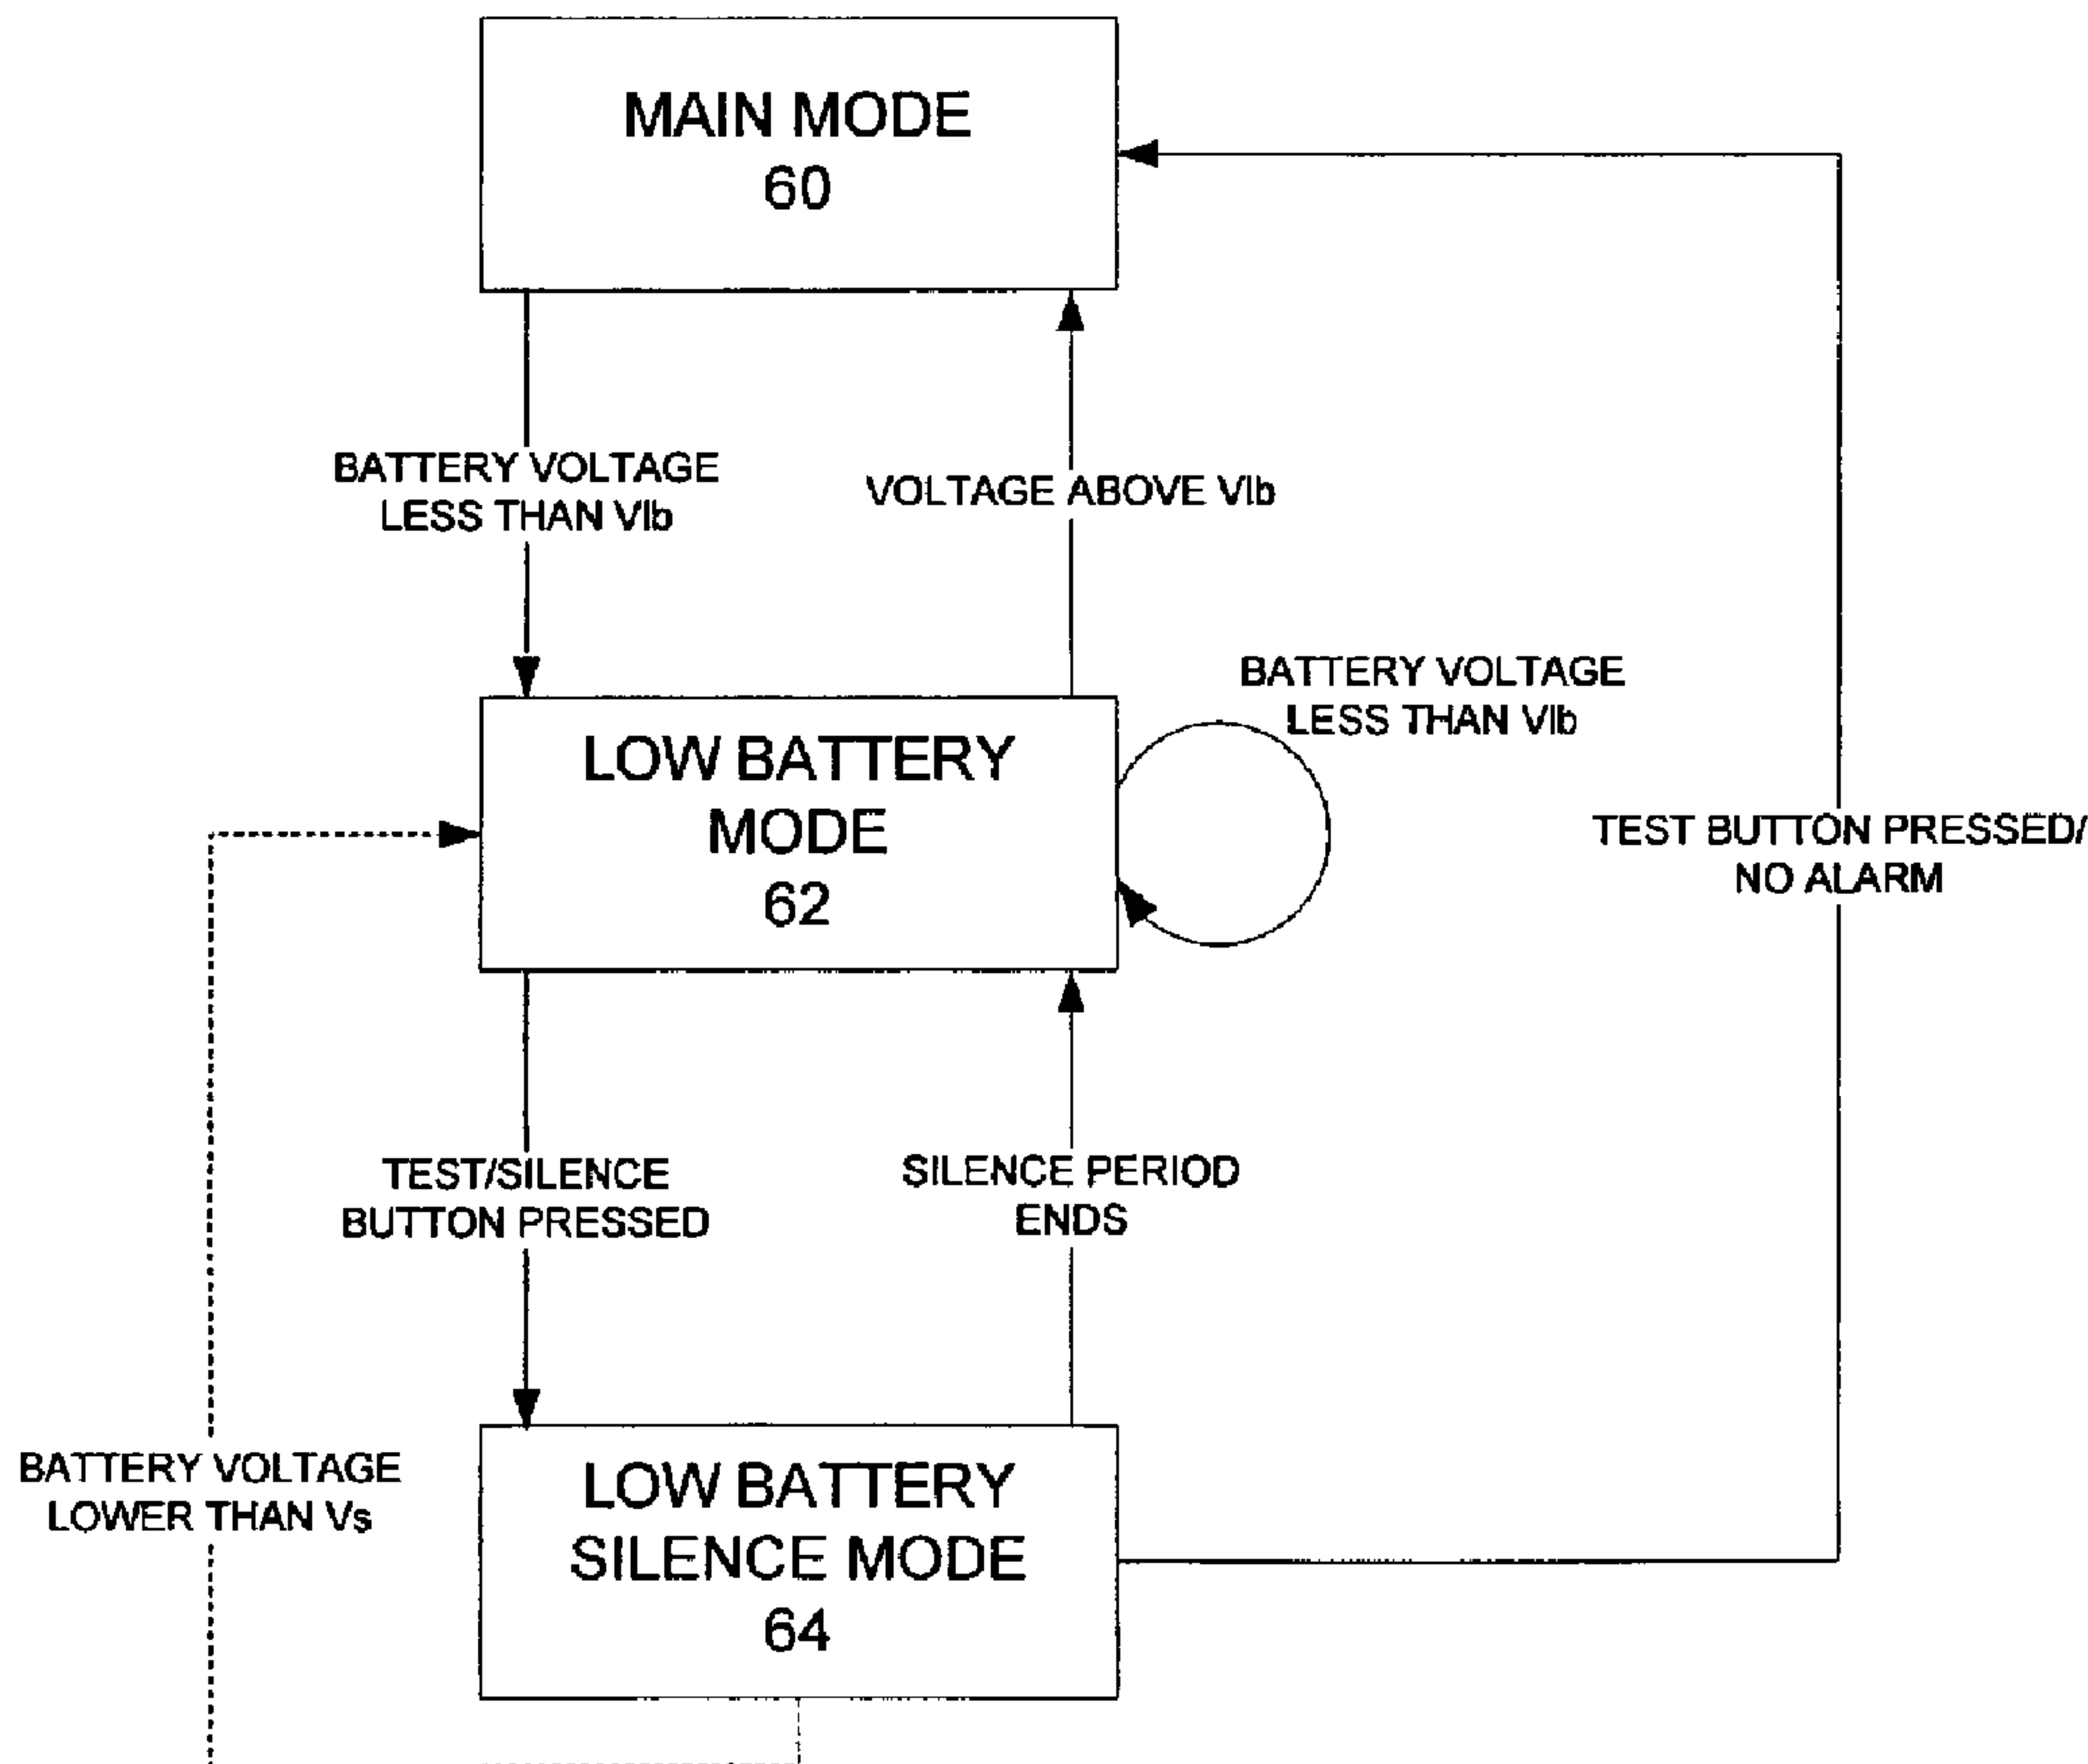 MAIN MODE
60
BATTERY VOLTAGE
LESS THAN Vlb
VOLTAGE ABOVE Vlb
BATTERY VOLTAGE
LESS THAN Vlb
LOW BATTERY
MODE
62
TEST BUTTON PRESSED/
NO ALARM
TEST/SILENCE
BUTTON PRESSED
SILENCE PERIOD
ENDS
BATTERY VOLTAGE
LOWER THAN Vs
LOW BATTERY
SILENCE MODE
64